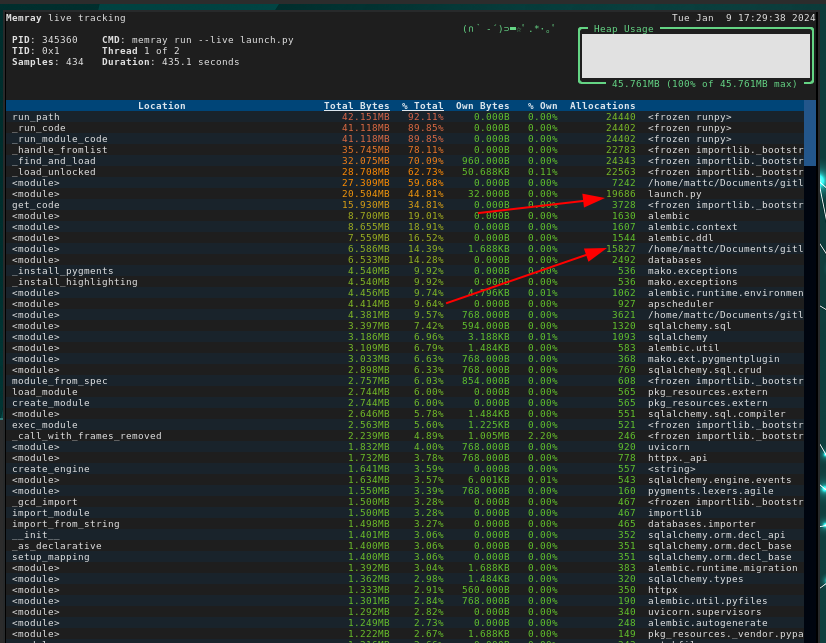 Memray live tracking Tue Jan 9 17:29:38 2024
(∩｀-´)⊃━☆ﾟ.*･｡ﾟ Heap Usage
PID: 345360 CMD: memray run --live launch.py
TID: 0x1 Thread 1 of 2
Samples: 434 Duration: 435.1 seconds
45.761MB (100% of 45.761MB max)
Location Total Bytes % Total Own Bytes % Own Allocations
run_path 42.151MB 92.11% 0.000B 0.00% 24440 <frozen runpy>
_run_code 41.118MB 89.85% 0.000B 0.00% 24402 <frozen runpy>
_run_module_code 41.118MB 89.85% 0.000B 0.00% 24402 <frozen runpy>
_handle_fromlist 35.745MB 78.11% 0.000B 0.00% 22783 <frozen importlib._bootstr
_find_and_load 32.075MB 70.09% 960.000B 0.00% 24343 <frozen importlib._bootstr
_load_unlocked 28.708MB 62.73% 50.688KB 0.11% 22563 <frozen importlib._bootstr
<module> 27.309MB 59.68% 0.000B 0.00% 7242 /home/mattc/Documents/gitl
<module> 20.504MB 44.81% 32.000B 0.00% 19686 launch.py
get_code 15.930MB 34.81% 0.000B 0.00% 3728 <frozen importlib._bootstr
<module> 8.700MB 19.01% 0.000B 0.00% 1630 alembic
<module> 8.655MB 18.91% 0.000B 0.00% 1607 alembic.context
<module> 7.559MB 16.52% 0.000B 0.00% 1544 alembic.ddl
<module> 6.586MB 14.39% 1.688KB 0.00% 15827 /home/mattc/Documents/gitl
<module> 6.533MB 14.28% 0.000B 0.00% 2492 databases
_install_pygments 4.540MB 9.92% 0.000B 0.00% 536 mako.exceptions
_install_highlighting 4.540MB 9.92% 0.000B 0.00% 536 mako.exceptions
<module> 4.456MB 9.74% 4.796KB 0.01% 1062 alembic.runtime.environmen
<module> 4.414MB 9.64% 0.000B 0.00% 927 apscheduler
<module> 4.381MB 9.57% 768.000B 0.00% 3621 /home/mattc/Documents/gitl
<module> 3.397MB 7.42% 594.000B 0.00% 1320 sqlalchemy.sql
<module> 3.186MB 6.96% 3.188KB 0.01% 1093 sqlalchemy
<module> 3.109MB 6.79% 1.484KB 0.00% 583 alembic.util
<module> 3.033MB 6.63% 768.000B 0.00% 368 mako.ext.pygmentplugin
<module> 2.898MB 6.33% 768.000B 0.00% 769 sqlalchemy.sql.crud
module_from_spec 2.757MB 6.03% 854.000B 0.00% 608 <frozen importlib._bootstr
load_module 2.744MB 6.00% 0.000B 0.00% 565 pkg_resources.extern
create_module 2.744MB 6.00% 0.000B 0.00% 565 pkg_resources.extern
<module> 2.646MB 5.78% 1.484KB 0.00% 551 sqlalchemy.sql.compiler
exec_module 2.563MB 5.60% 1.225KB 0.00% 521 <frozen importlib._bootstr
_call_with_frames_removed 2.239MB 4.89% 1.005MB 2.20% 246 <frozen importlib._bootstr
<module> 1.832MB 4.00% 768.000B 0.00% 920 uvicorn
<module> 1.732MB 3.78% 768.000B 0.00% 778 httpx._api
create_engine 1.641MB 3.59% 0.000B 0.00% 557 <string>
<module> 1.634MB 3.57% 6.001KB 0.01% 543 sqlalchemy.engine.events
<module> 1.550MB 3.39% 768.000B 0.00% 160 pygments.lexers.agile
_gcd_import 1.500MB 3.28% 0.000B 0.00% 467 <frozen importlib._bootstr
import_module 1.500MB 3.28% 0.000B 0.00% 467 importlib
import_from_string 1.498MB 3.27% 0.000B 0.00% 465 databases.importer
__init__ 1.401MB 3.06% 0.000B 0.00% 352 sqlalchemy.orm.decl_api
_as_declarative 1.400MB 3.06% 0.000B 0.00% 351 sqlalchemy.orm.decl_base
setup_mapping 1.400MB 3.06% 0.000B 0.00% 351 sqlalchemy.orm.decl_base
<module> 1.392MB 3.04% 1.688KB 0.00% 383 alembic.runtime.migration
<module> 1.362MB 2.98% 1.484KB 0.00% 320 sqlalchemy.types
<module> 1.333MB 2.91% 560.000B 0.00% 350 httpx
<module> 1.301MB 2.84% 768.000B 0.00% 190 alembic.util.pyfiles
<module> 1.292MB 2.82% 0.000B 0.00% 340 uvicorn.supervisors
<module> 1.249MB 2.73% 0.000B 0.00% 248 alembic.autogenerate
<module> 1.222MB 2.67% 1.688KB 0.00% 149 pkg_resources._vendor.pypa